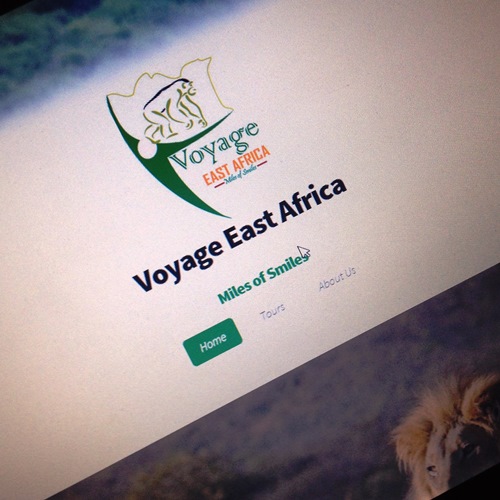 Voyage
EAST AFRICA
Miles of Smiles
Voyage East Africa
Miles of Smiles
Home
Tours
About Us